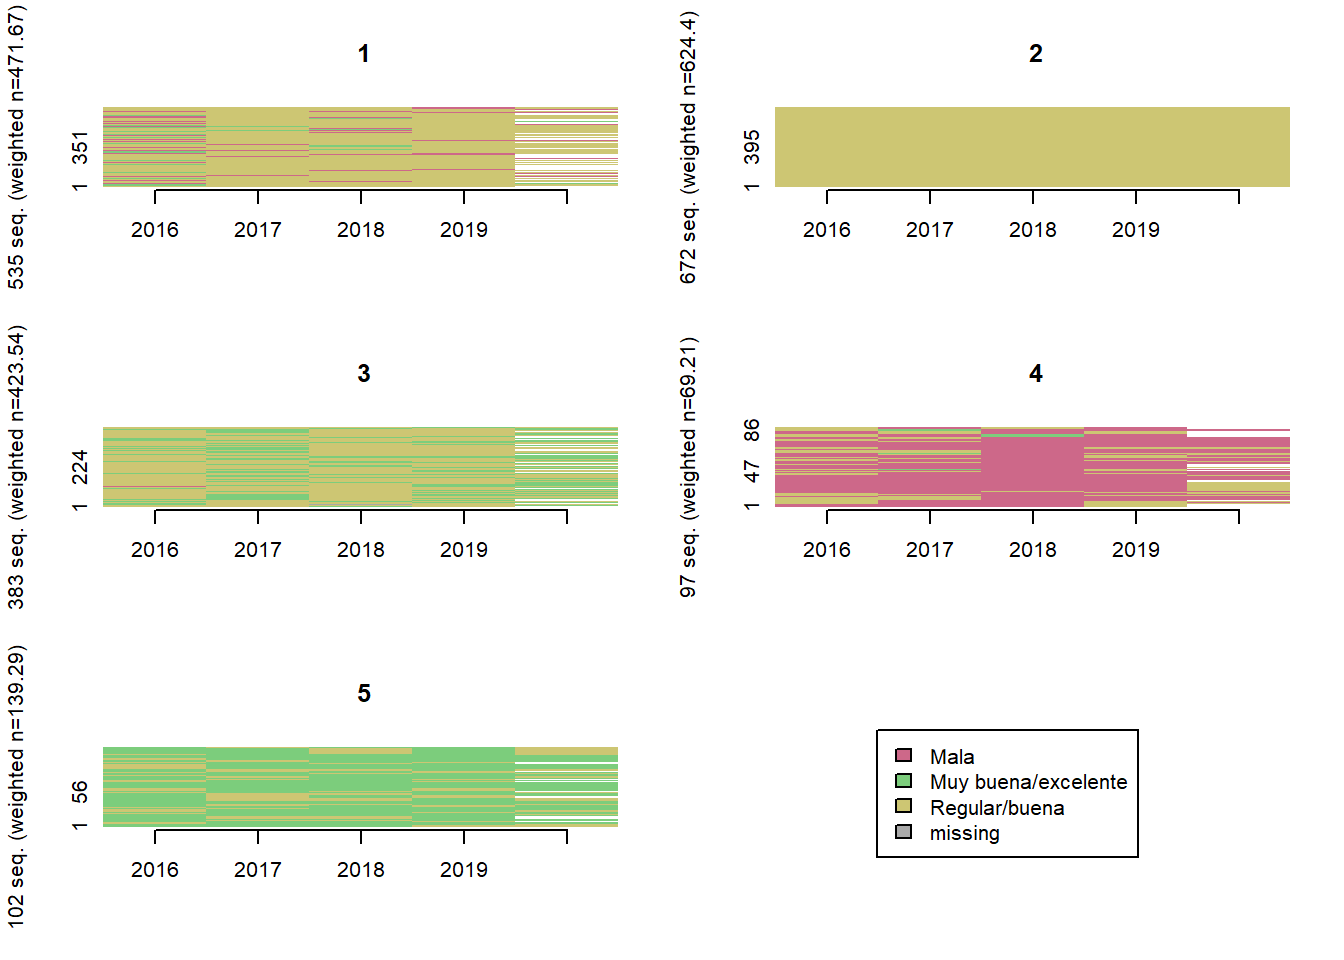 1
535 seq. (weighted n=471.67)
1 351
2016 2017 2018 2019
2
672 seq. (weighted n=624.4)
1 395
2016 2017 2018 2019
3
383 seq. (weighted n=423.54)
1 224
2016 2017 2018 2019
4
97 seq. (weighted n=69.21)
1 47 86
2016 2017 2018 2019
5
102 seq. (weighted n=139.29)
1 56
2016 2017 2018 2019
Mala
Muy buena/excelente
Regular/buena
missing